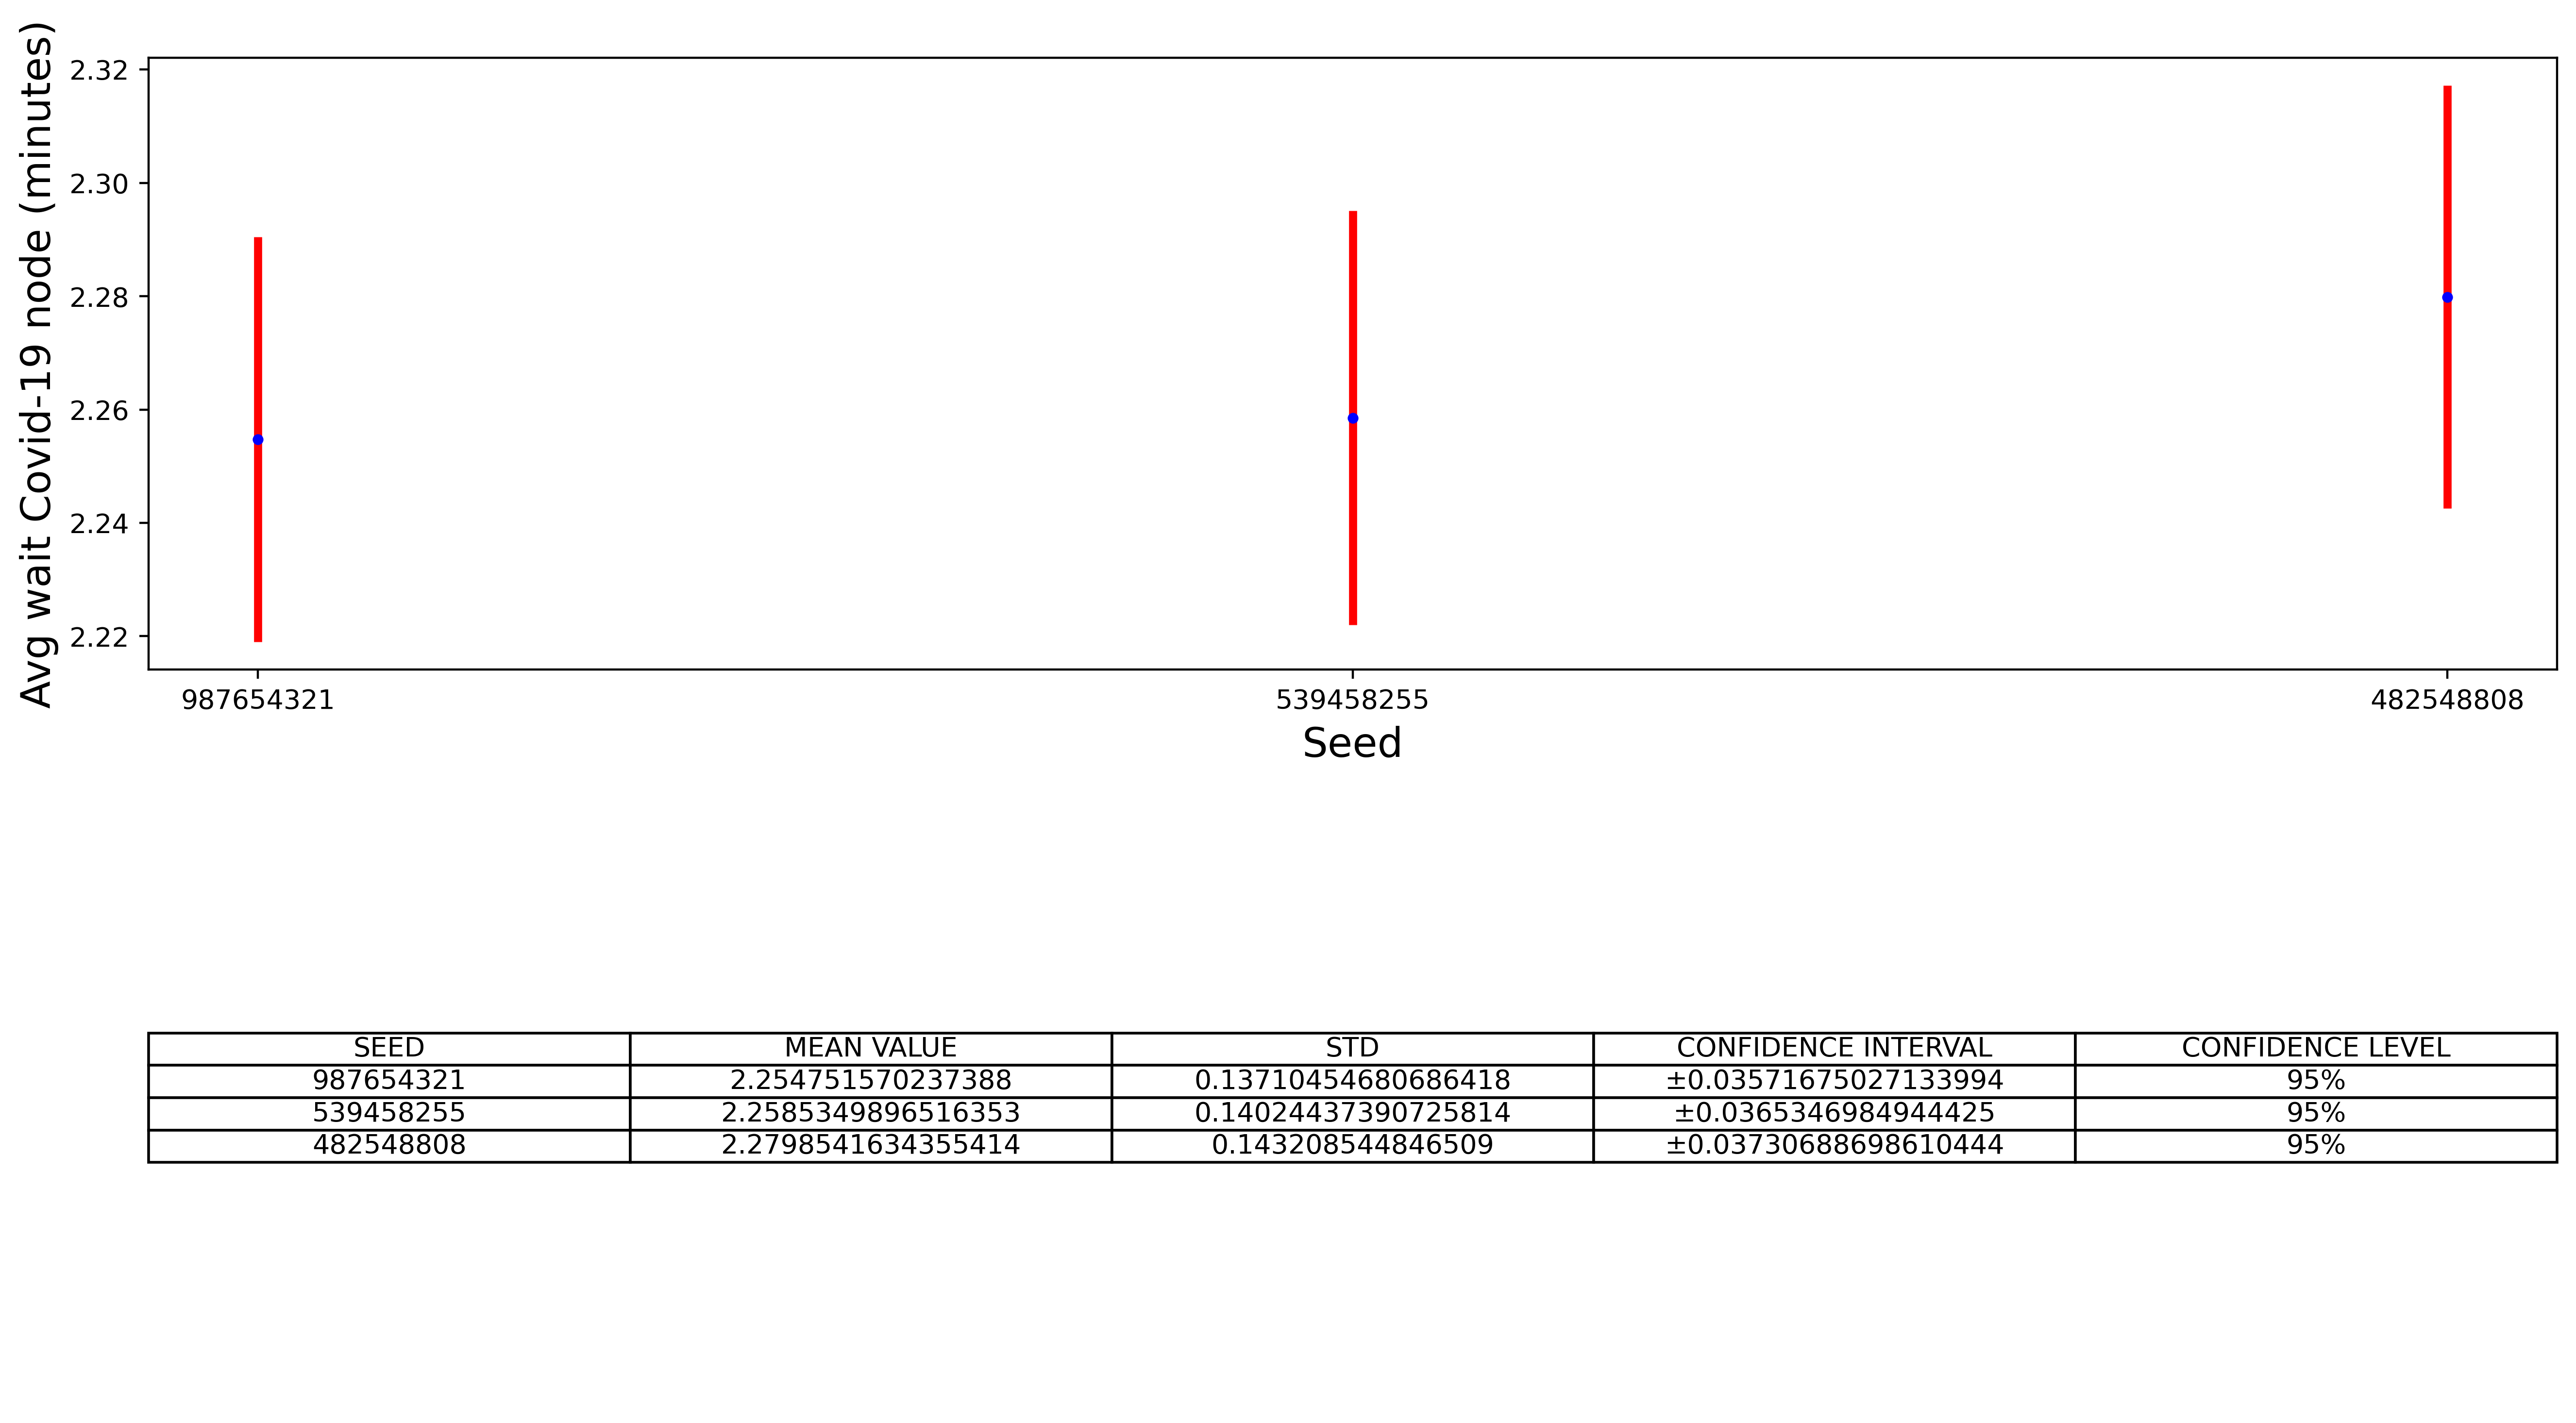 Avg wait Covid-19 node (minutes)
2.32
2.30
2.28
2.26
2.24
2.22
987654321 539458255 482548808
Seed
SEED MEAN VALUE STD CONFIDENCE INTERVAL CONFIDENCE LEVEL
987654321 2.254751570237388 0.13710454680686418 ±0.03571675027133994 95%
539458255 2.2585349896516353 0.14024437390725814 ±0.0365346984944425 95%
482548808 2.2798541634355414 0.143208544846509 ±0.03730688698610444 95%